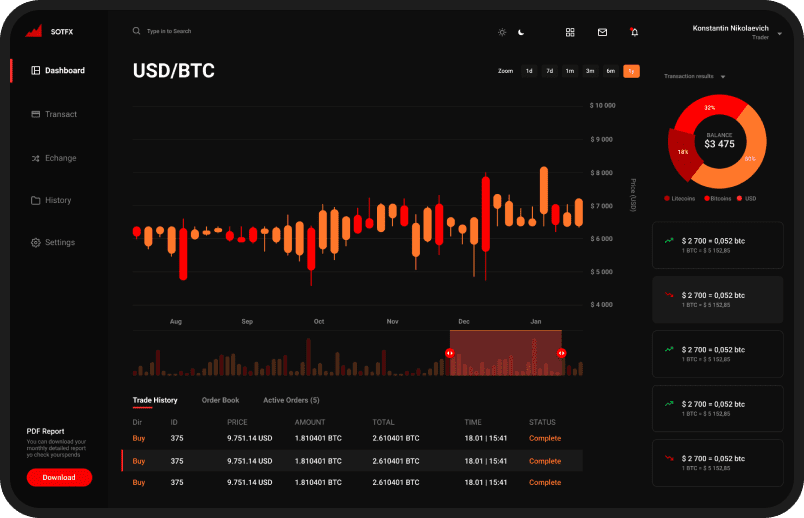 SOTFX
Type in to Search
Konstantin Nikolaevich
Trader
Dashboard
Transact
Echange
History
Settings
PDF Report
You can download your
monthly detailed report
yo check yourspends
Download
USD/BTC
Zoom 1d 7d 1m 3m 6m
$ 10 000
$ 9 000
$ 8 000
$ 7 000
$ 6 000
$ 5 000
$ 4 000
Price (USD)
Aug Sep Oct Nov Dec Jan
Trade History Order Book Active Orders (5)
Dir ID PRICE AMOUNT TOTAL TIME STATUS
Buy 375 9.751.14 USD 1.810401 BTC 2.610401 BTC 18.01 | 15:41 Complete
Buy 375 9.751.14 USD 1.810401 BTC 2.610401 BTC 18.01 | 15:41 Complete
Buy 375 9.751.14 USD 1.810401 BTC 2.610401 BTC 18.01 | 15:41 Complete
Transaction results
32%
18%
BALANCE
$3 475
Litecoins Bitcoins USD
$ 2 700 = 0,052 btc
1 BTC = $ 5 152,85
$ 2 700 = 0,052 btc
1 BTC = $ 5 152,85
$ 2 700 = 0,052 btc
1 BTC = $ 5 152,85
$ 2 700 = 0,052 btc
1 BTC = $ 5 152,85
$ 2 700 = 0,052 btc
1 BTC = $ 5 152,85